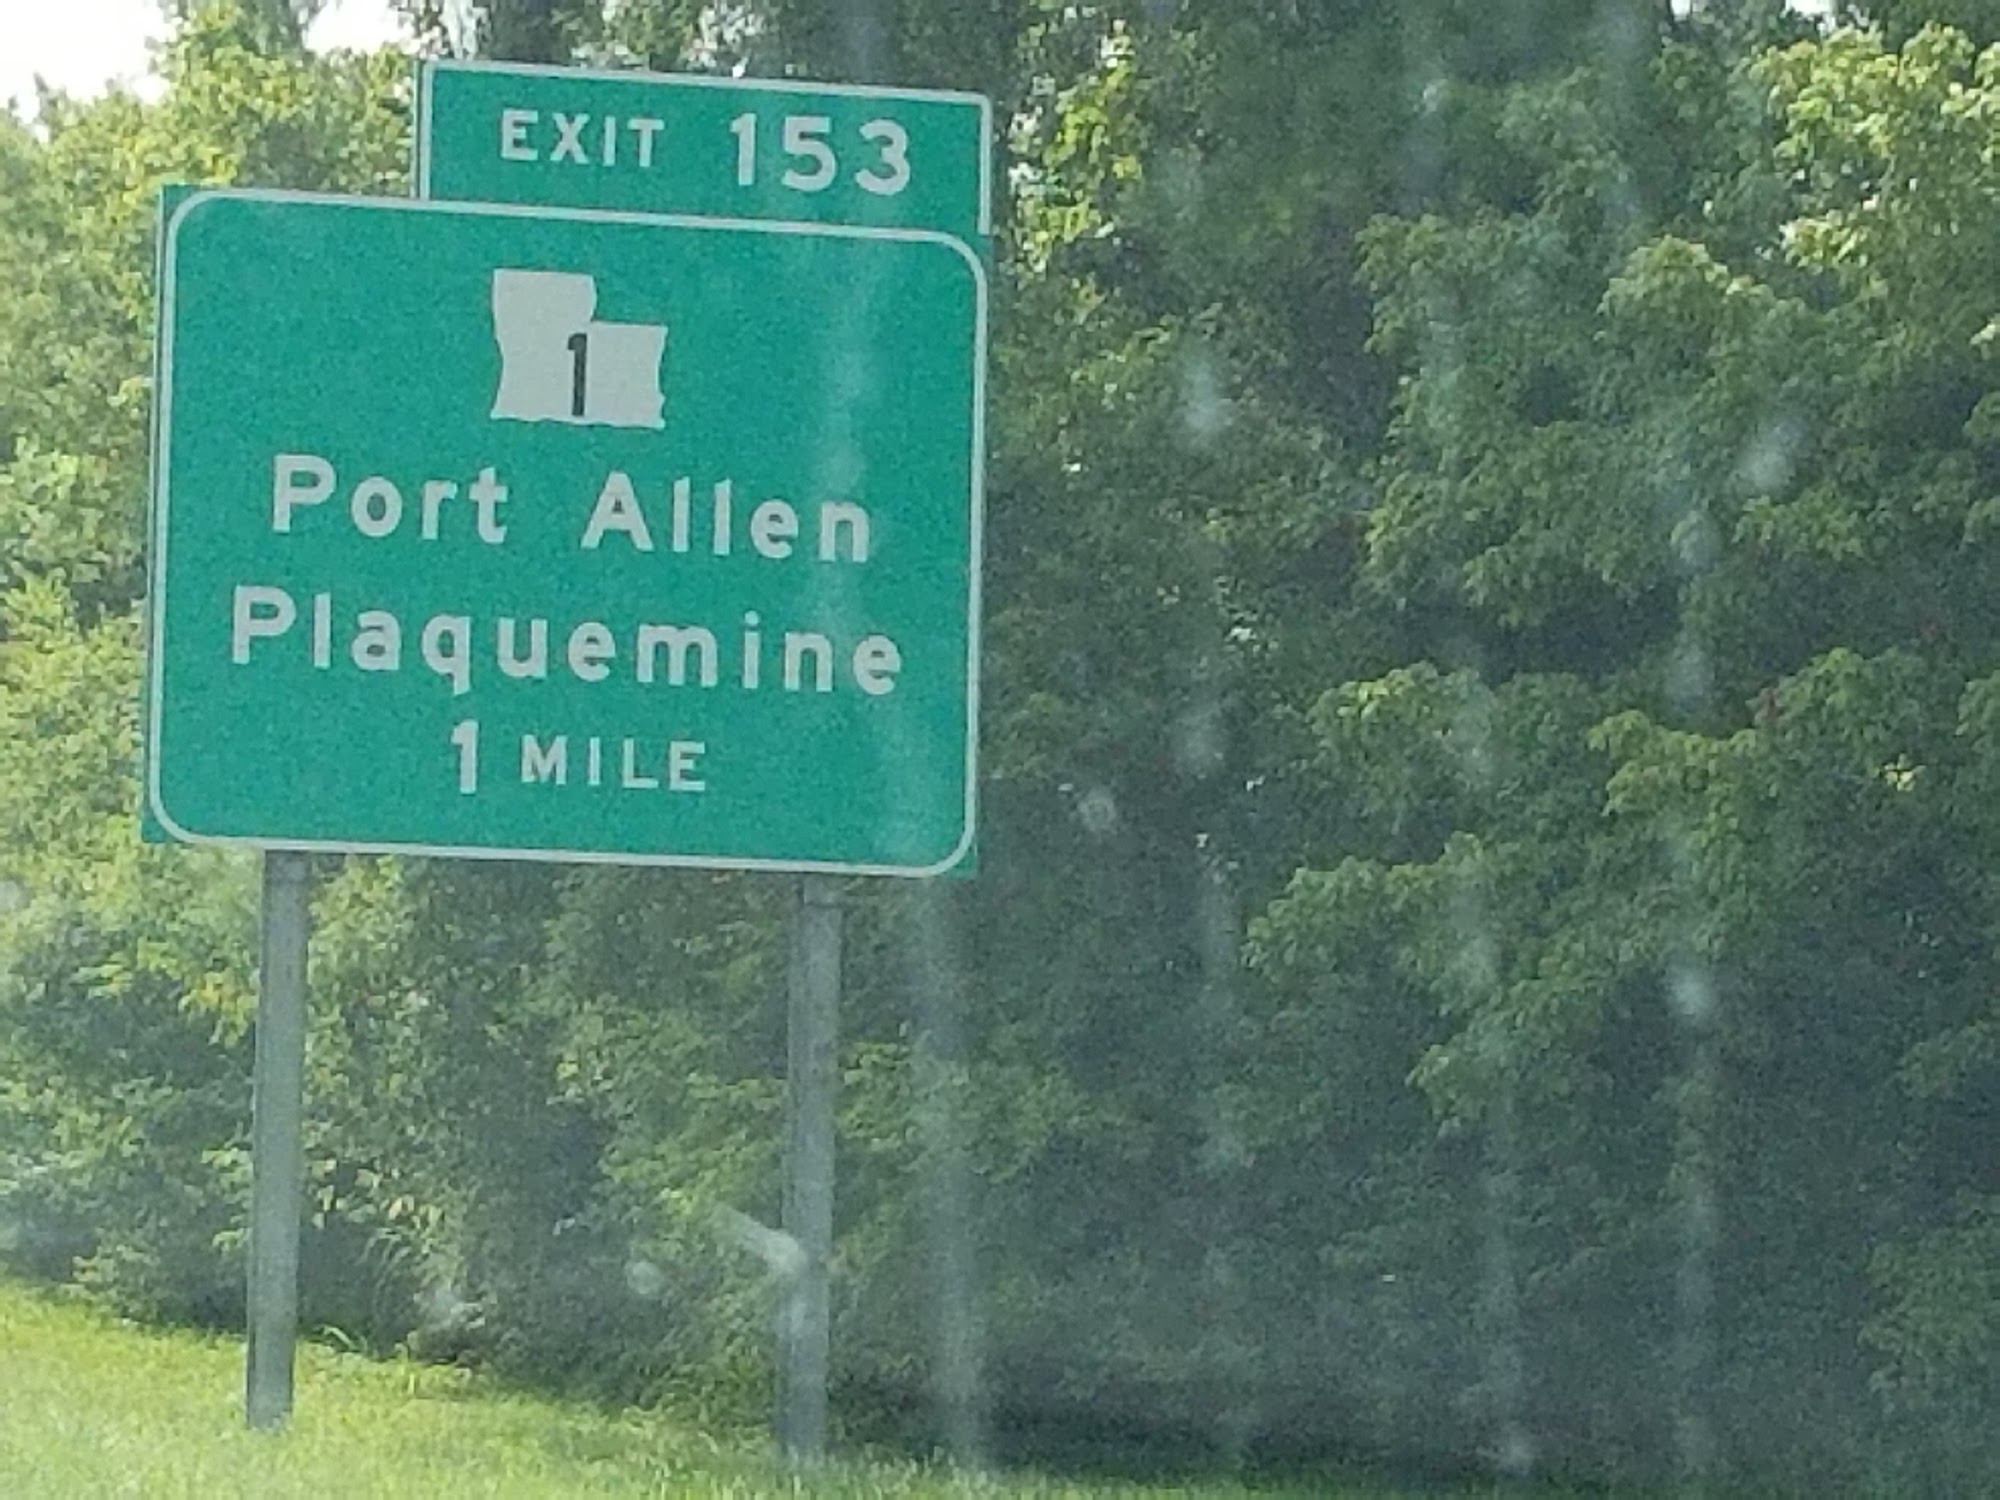 EXIT 153
1
Port Allen
Plaquemine
1 MILE